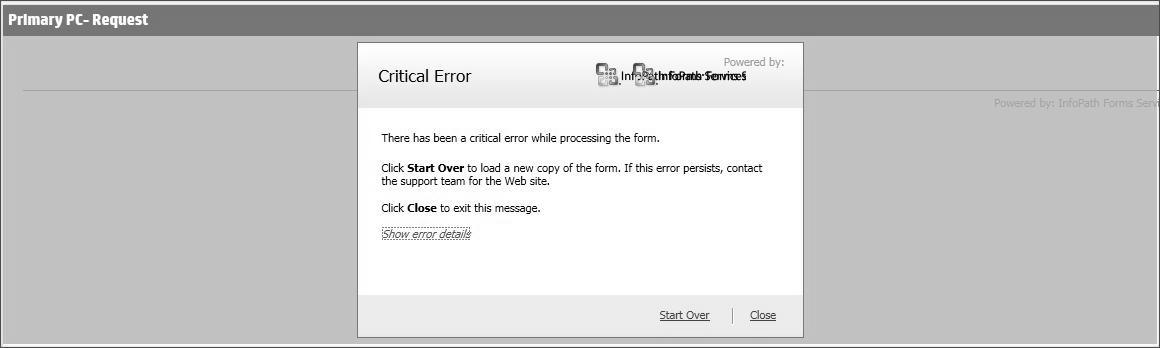 Primary PC- Request
Powered by:
Critical Error
InfoPath Forms Services
Powered by: InfoPath Forms Servi
There has been a critical error while processing the form.
Click Start Over to load a new copy of the form. If this error persists, contact
the support team for the Web site.
Click Close to exit this message.
Show error details
Start Over
Close